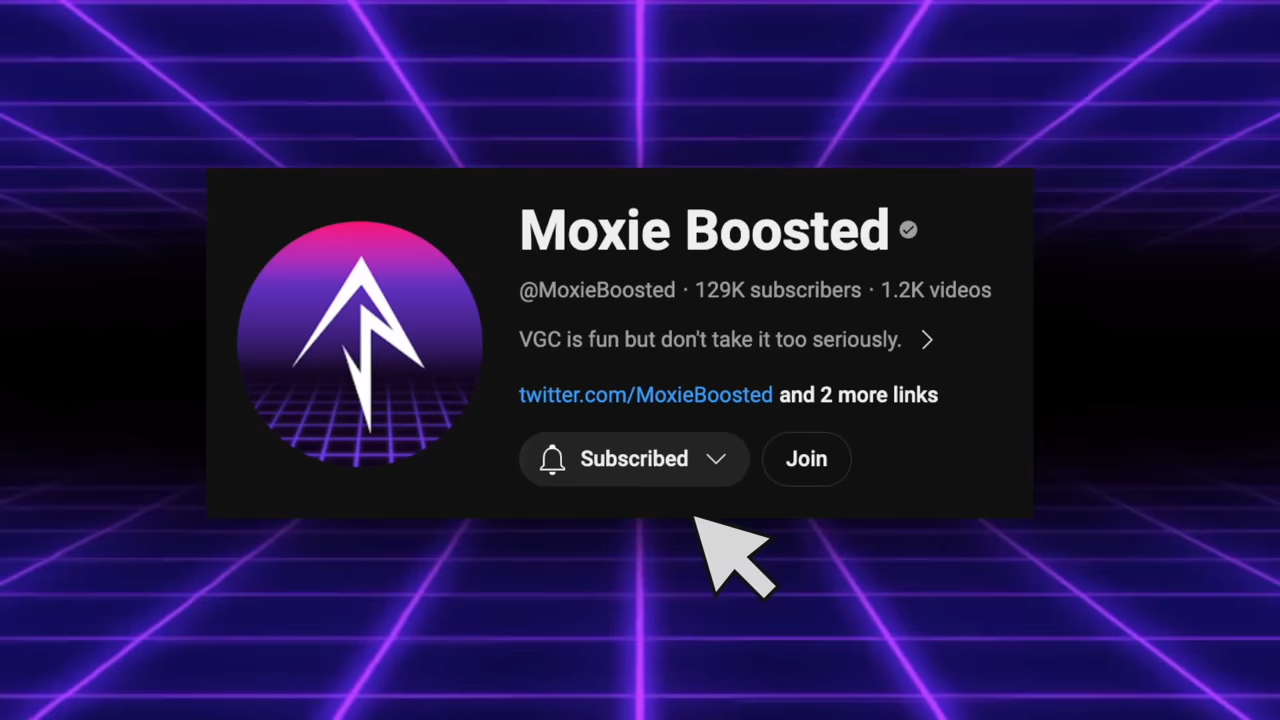 Moxie Boosted
@MoxieBoosted · 129K subscribers · 1.2K videos
VGC is fun but don't take it too seriously.
twitter.com/MoxieBoosted and 2 more links
Subscribed
Join